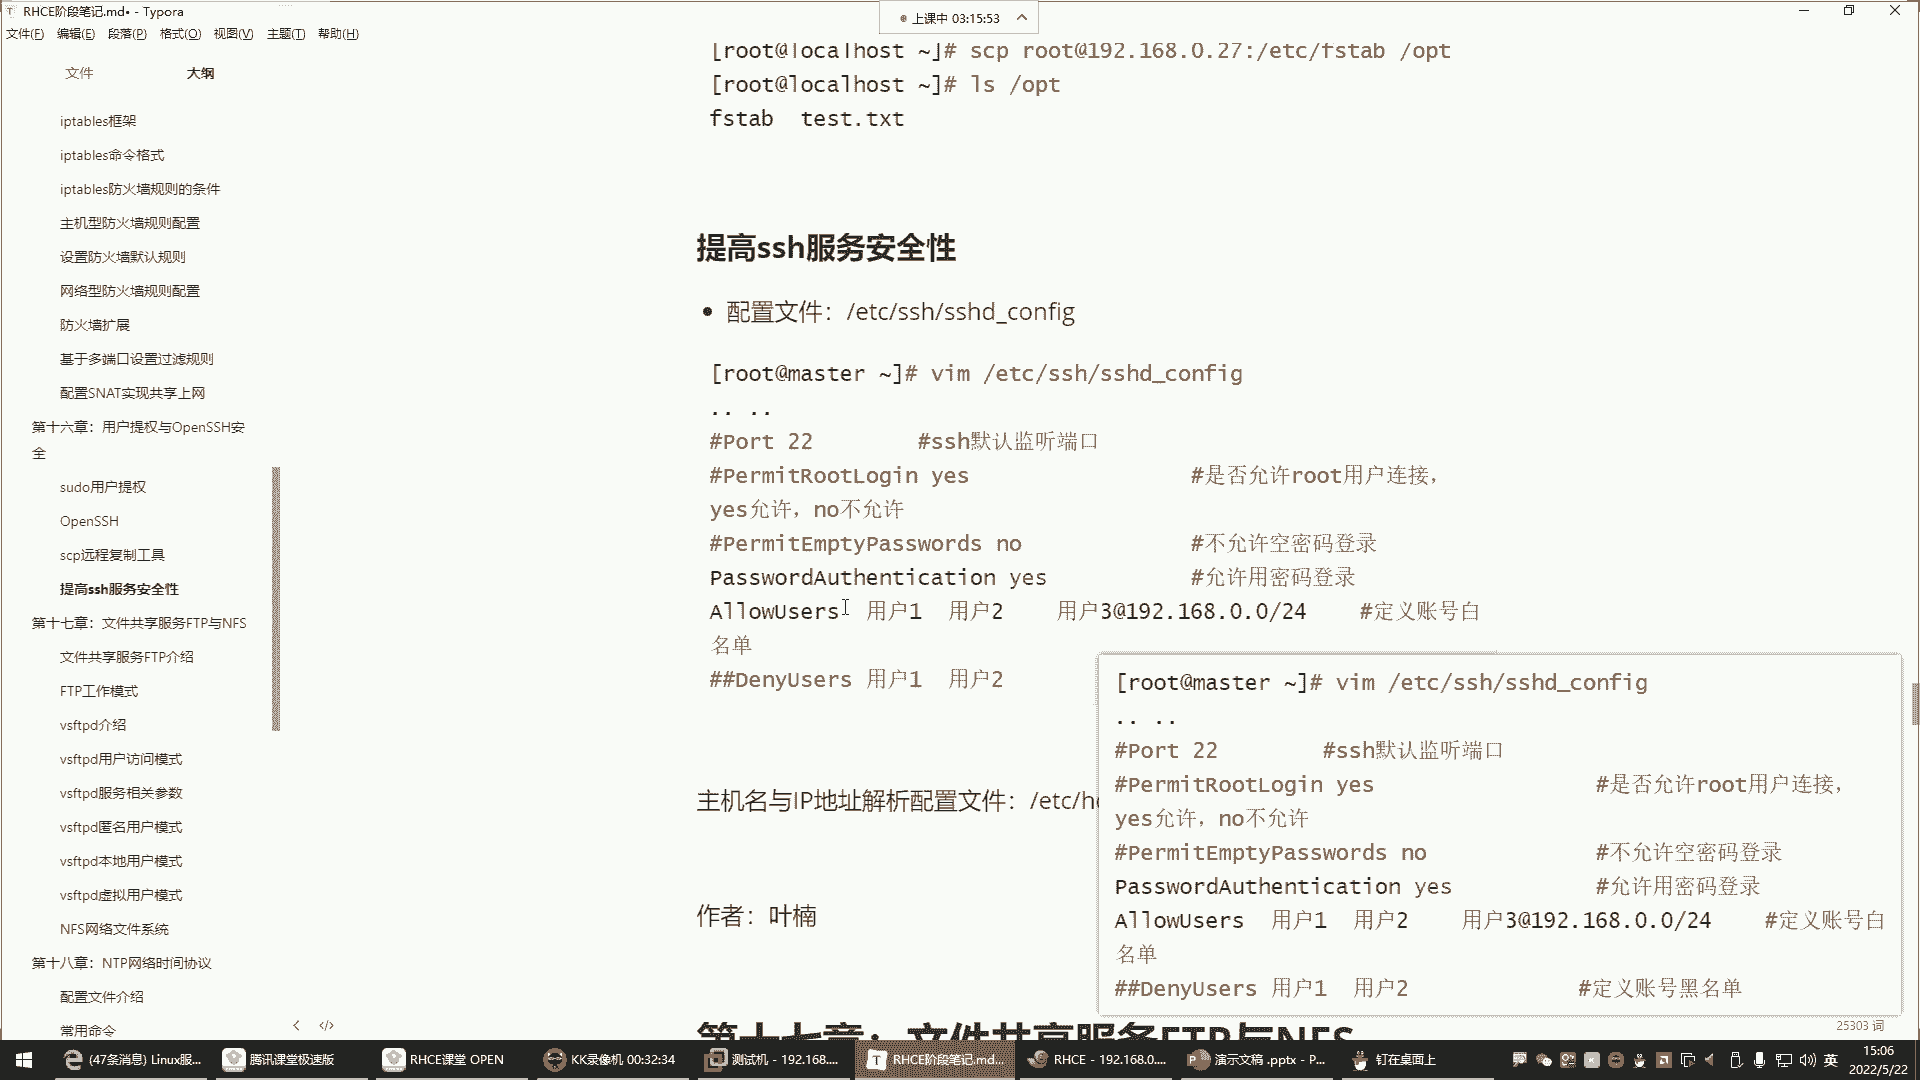 RHCE阶段笔记.md• - Typora
上课中 03:15:53
文件(F) 编辑(E) 段落(P) 格式(O) 视图(V) 主题(T) 帮助(H)
文件 大纲
iptables框架
iptables命令格式
iptables防火墙规则的条件
主机型防火墙规则配置
设置防火墙默认规则
网络型防火墙规则配置
防火墙扩展
基于多端口设置过滤规则
配置SNAT实现共享上网
第十六章：用户提权与OpenSSH安
全
sudo用户提权
OpenSSH
scp远程复制工具
提高ssh服务安全性
第十七章：文件共享服务FTP与NFS
文件共享服务FTP介绍
FTP工作模式
vsftpd介绍
vsftpd用户访问模式
vsftpd服务相关参数
vsftpd匿名用户模式
vsftpd本地用户模式
vsftpd虚拟用户模式
NFS网络文件系统
第十八章：NTP网络时间协议
配置文件介绍
常用命令
[root@localhost ~]# scp root@192.168.0.27:/etc/fstab /opt
[root@localhost ~]# ls /opt
fstab  test.txt
提高ssh服务安全性
• 配置文件：/etc/ssh/sshd_config
[root@master ~]# vim /etc/ssh/sshd_config
.. ..
#Port 22 #ssh默认监听端口
#PermitRootLogin yes #是否允许root用户连接，
yes允许，no不允许
#PermitEmptyPasswords no #不允许空密码登录
PasswordAuthentication yes #允许用密码登录
AllowUsers 用户1 用户2 用户3@192.168.0.0/24 #定义账号白
名单
##DenyUsers 用户1 用户2
主机名与IP地址解析配置文件：
作者：叶楠
第十七章：文件共享服务FTP与NFS
[root@master ~]# vim /etc/ssh/sshd_config
.. ..
#Port 22 #ssh默认监听端口
#PermitRootLogin yes #是否允许root用户连接，
yes允许，no不允许
#PermitEmptyPasswords no #不允许空密码登录
PasswordAuthentication yes #允许用密码登录
AllowUsers 用户1 用户2 用户3@192.168.0.0/24 #定义账号白
名单
##DenyUsers 用户1 用户2 #定义账号黑名单
25303 词
(47条消息) Linux服... 腾讯课堂极速版 RHCE课堂 OPEN KK录像机 00:32:34 测试机 - 192.168.... RHCE阶段笔记.md... RHCE - 192.168.0.... 演示文稿 .pptx - P... 钉在桌面上 英 15:06
2022/5/22